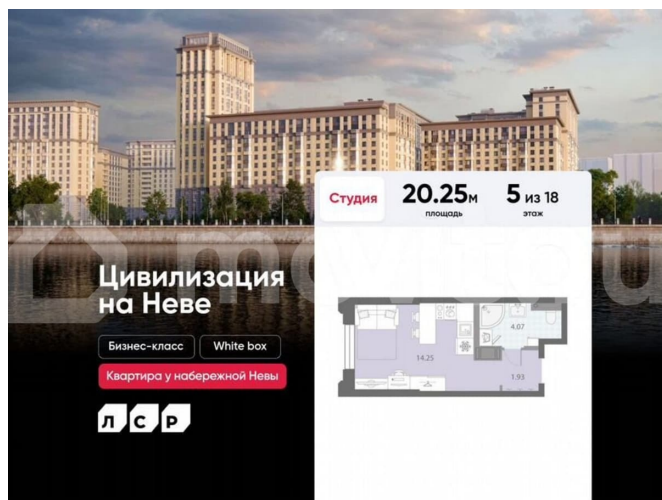 Студия
20.25м
площадь
5 из 18
этаж
Цивилизация
на Неве
Бизнес-класс
White box
Квартира у набережной Невы
ЛСР
4.07
14.25
1.93